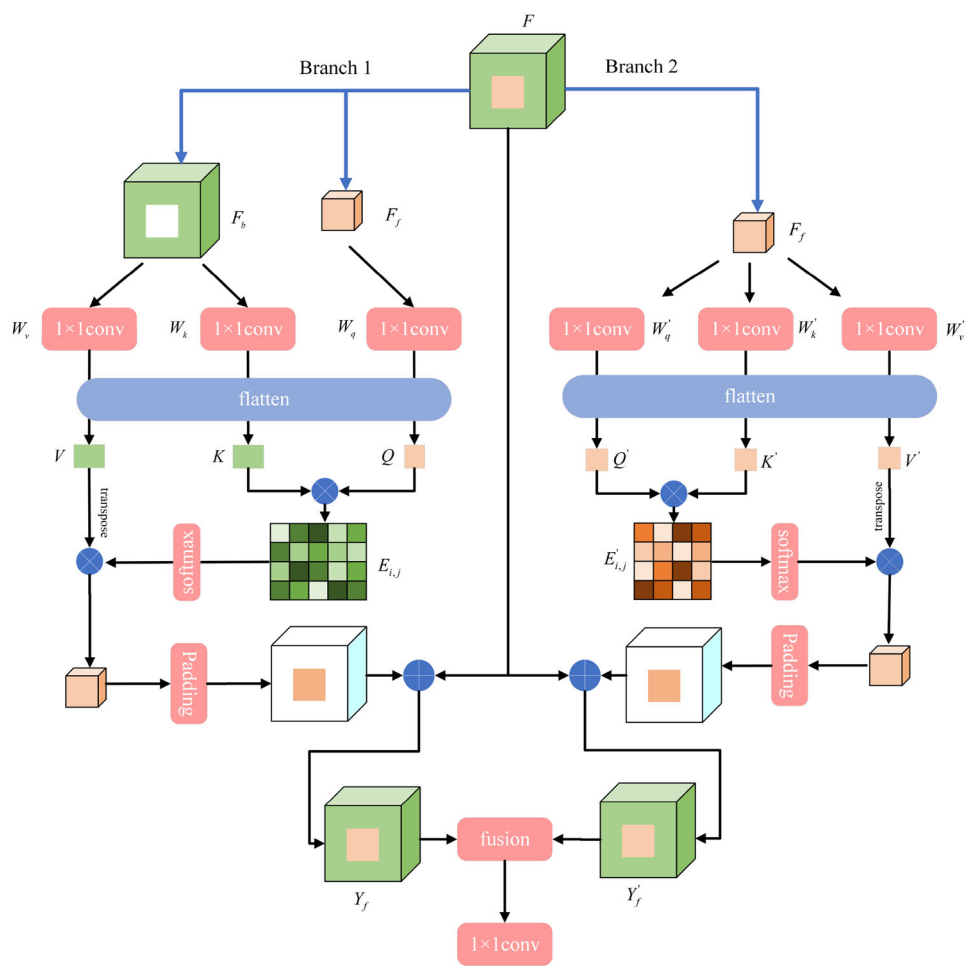 F
Branch 1
Branch 2
F_b
F_f
F_f
W_v
1×1conv
W_k
1×1conv
W_q
1×1conv
1×1conv
W'_q
1×1conv
W'_k
1×1conv
W'_v
flatten
flatten
V
K
Q
Q'
K'
V'
transpose
transpose
softmax
E_{i,j}
E'_{i,j}
softmax
Padding
Padding
fusion
Y_f
Y'_f
1×1conv